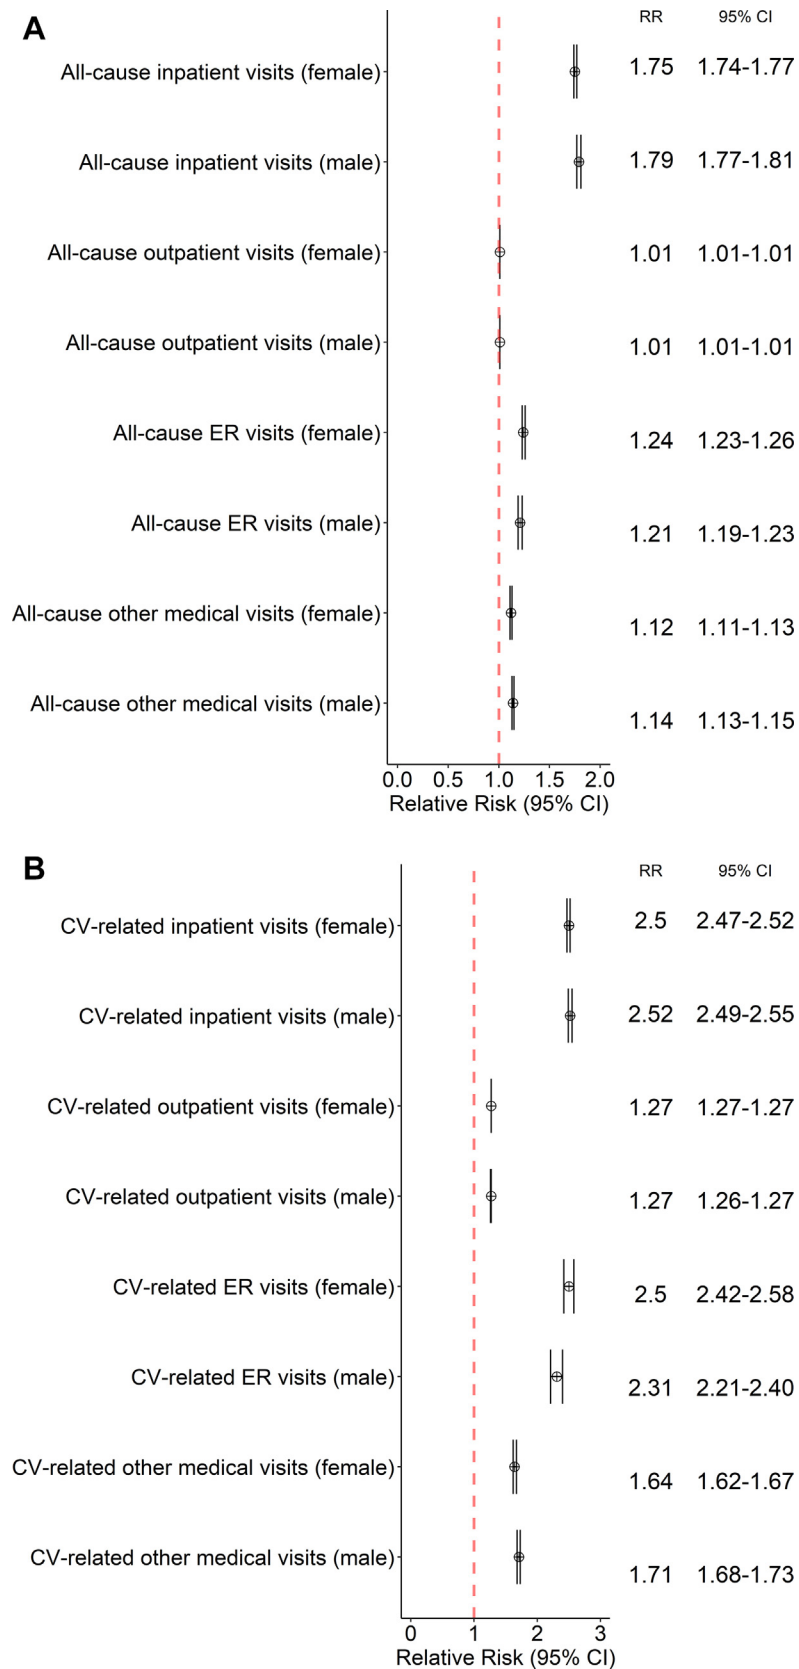 A
RR 95% CI
All-cause inpatient visits (female) 1.75 1.74-1.77
All-cause inpatient visits (male) 1.79 1.77-1.81
All-cause outpatient visits (female) 1.01 1.01-1.01
All-cause outpatient visits (male) 1.01 1.01-1.01
All-cause ER visits (female) 1.24 1.23-1.26
All-cause ER visits (male) 1.21 1.19-1.23
All-cause other medical visits (female) 1.12 1.11-1.13
All-cause other medical visits (male) 1.14 1.13-1.15
0.0 0.5 1.0 1.5 2.0
Relative Risk (95% CI)
B
RR 95% CI
CV-related inpatient visits (female) 2.5 2.47-2.52
CV-related inpatient visits (male) 2.52 2.49-2.55
CV-related outpatient visits (female) 1.27 1.27-1.27
CV-related outpatient visits (male) 1.27 1.26-1.27
CV-related ER visits (female) 2.5 2.42-2.58
CV-related ER visits (male) 2.31 2.21-2.40
CV-related other medical visits (female) 1.64 1.62-1.67
CV-related other medical visits (male) 1.71 1.68-1.73
0 1 2 3
Relative Risk (95% CI)